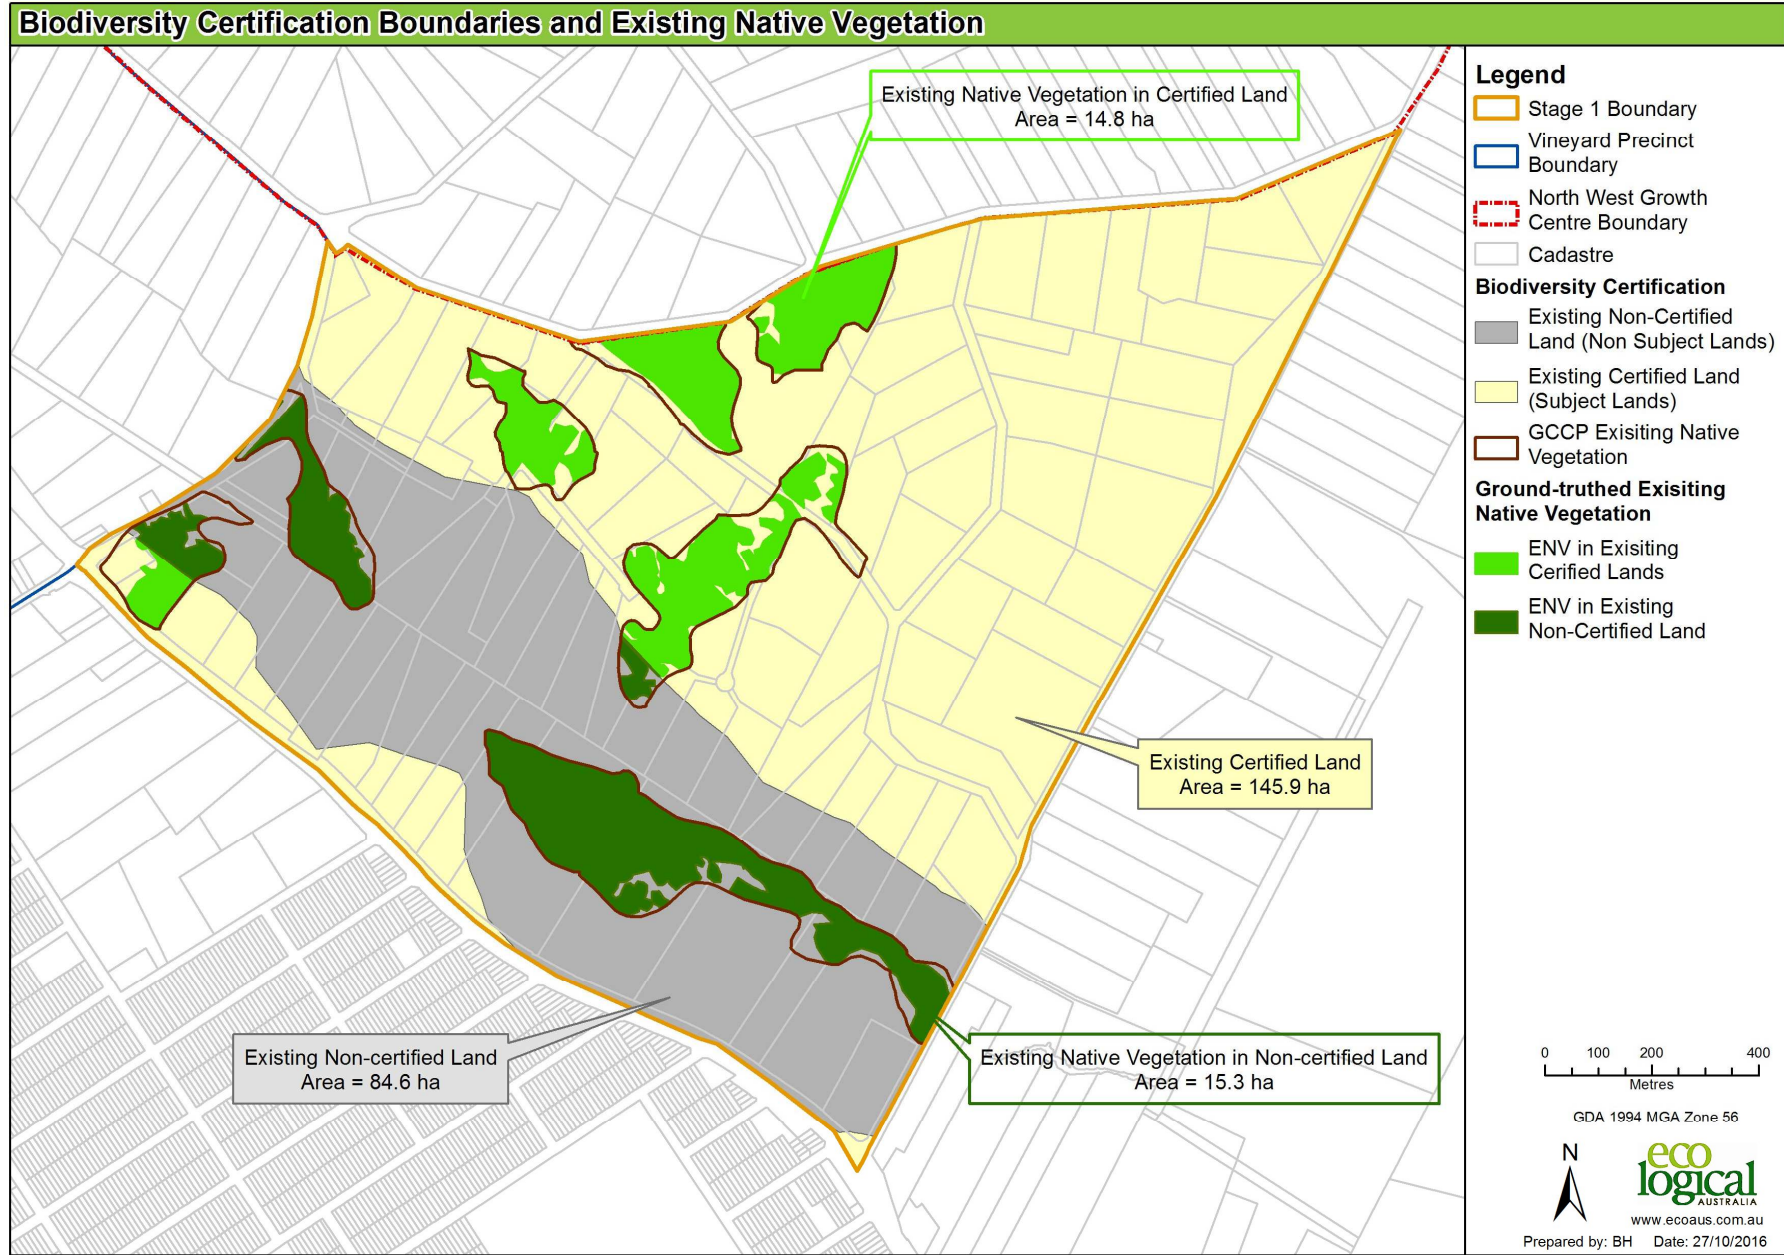 Biodiversity Certification Boundaries and Existing Native Vegetation
Existing Native Vegetation in Certified Land
Area = 14.8 ha
Existing Certified Land
Area = 145.9 ha
Existing Non-certified Land
Area = 84.6 ha
Existing Native Vegetation in Non-certified Land
Area = 15.3 ha
Legend
Stage 1 Boundary
Vineyard Precinct
Boundary
North West Growth
Centre Boundary
Cadastre
Biodiversity Certification
Existing Non-Certified
Land (Non Subject Lands)
Existing Certified Land
(Subject Lands)
GCCP Exisiting Native
Vegetation
Ground-truthed Exisiting
Native Vegetation
ENV in Exisiting
Cerified Lands
ENV in Existing
Non-Certified Land
0 100 200 400
Metres
GDA 1994 MGA Zone 56
N
eco
logical
AUSTRALIA
www.ecoaus.com.au
Prepared by: BH Date: 27/10/2016